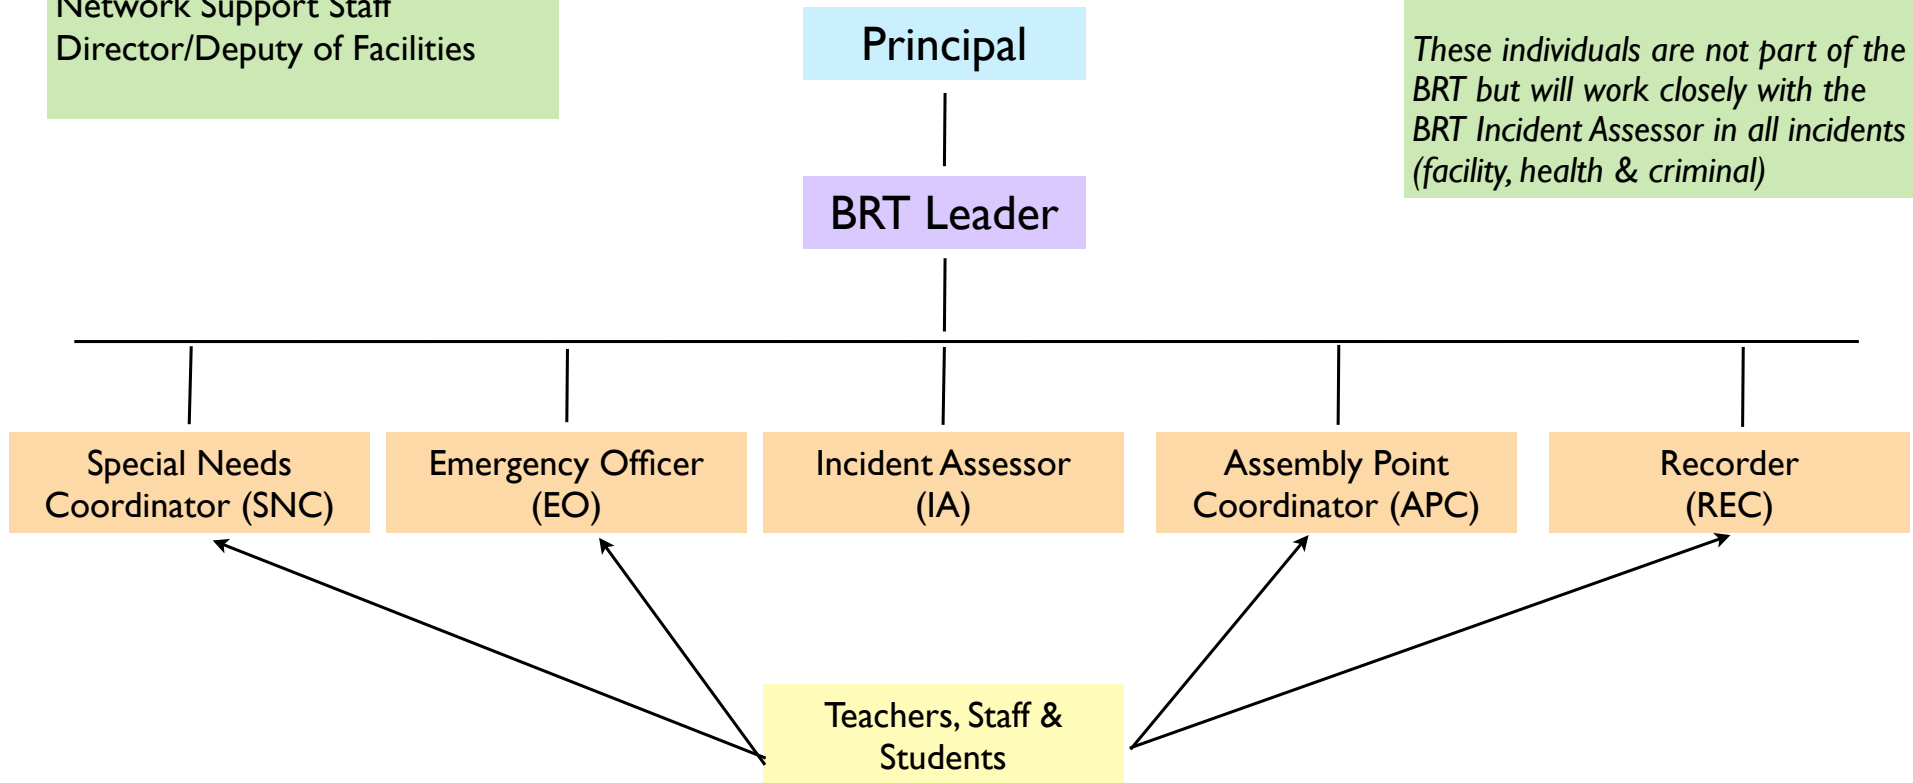 Network Support Staff
Director/Deputy of Facilities
Principal
These individuals are not part of the
BRT but will work closely with the
BRT Incident Assessor in all incidents
(facility, health & criminal)
BRT Leader
Special Needs
Coordinator (SNC)
Emergency Officer
(EO)
Incident Assessor
(IA)
Assembly Point
Coordinator (APC)
Recorder
(REC)
Teachers, Staff &
Students